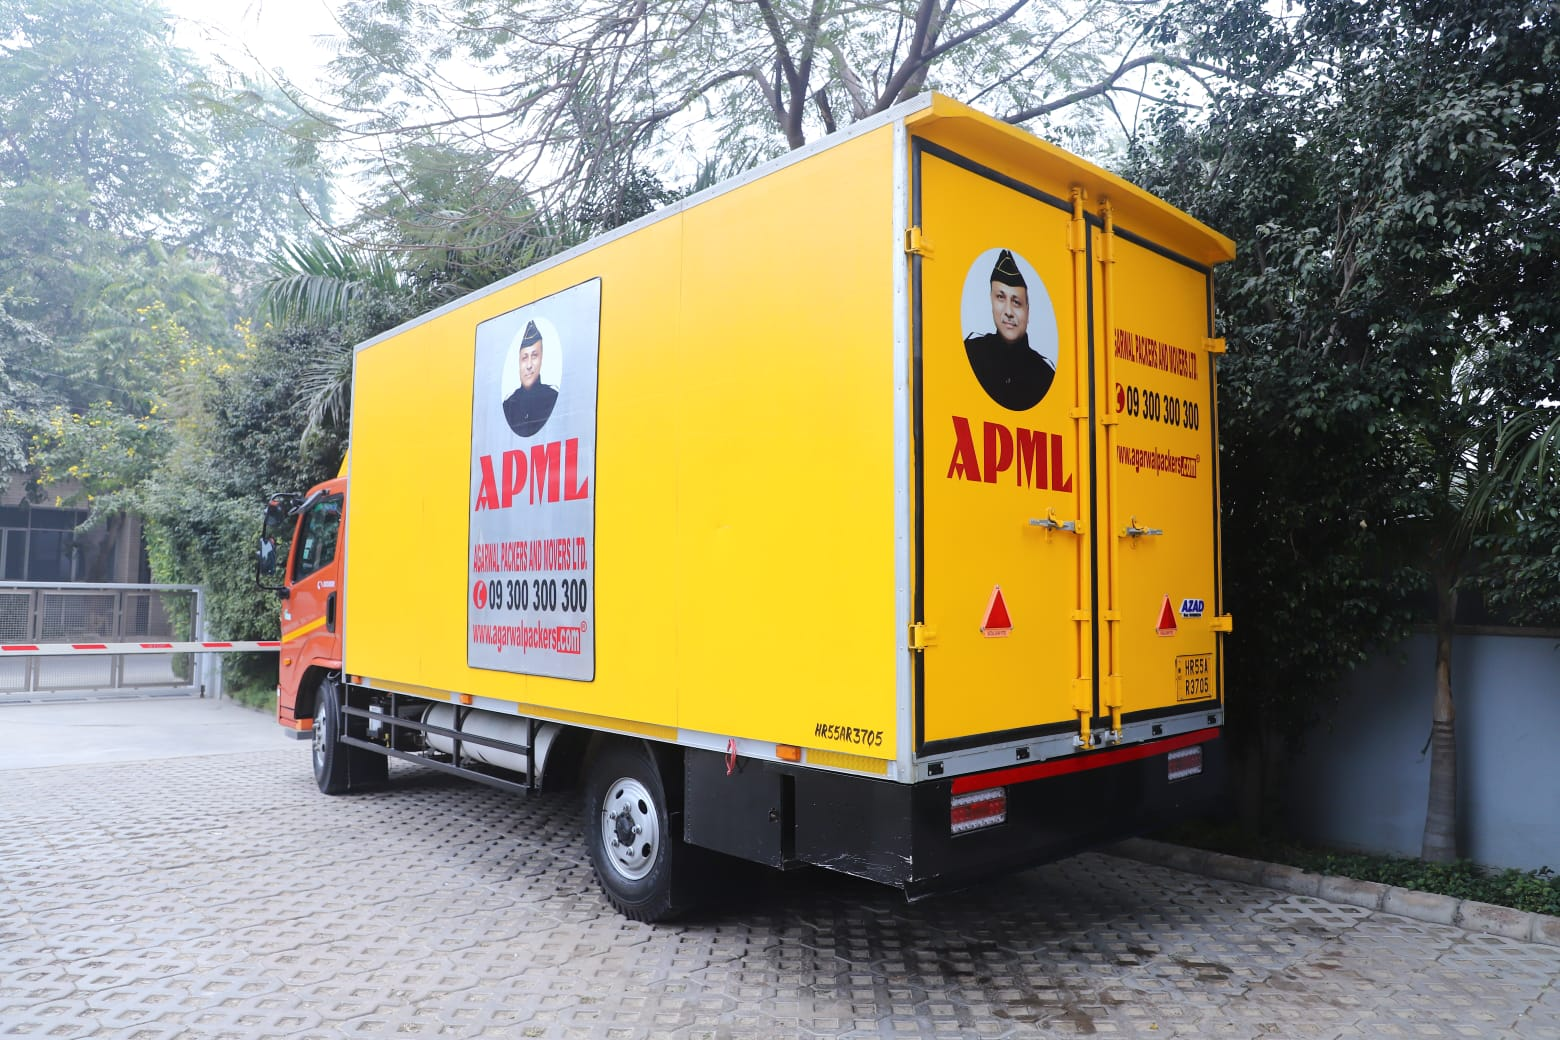 APML
AGARWAL PACKERS AND MOVERS LTD.
09 300 300 300
www.agarwalpackers.com®
HR55AR3705
APML
GARWAL PACKERS AND MOVERS LTD.
09 300 300 300
www.agarwalpackers.com®
AZAD
HR55A
R3705